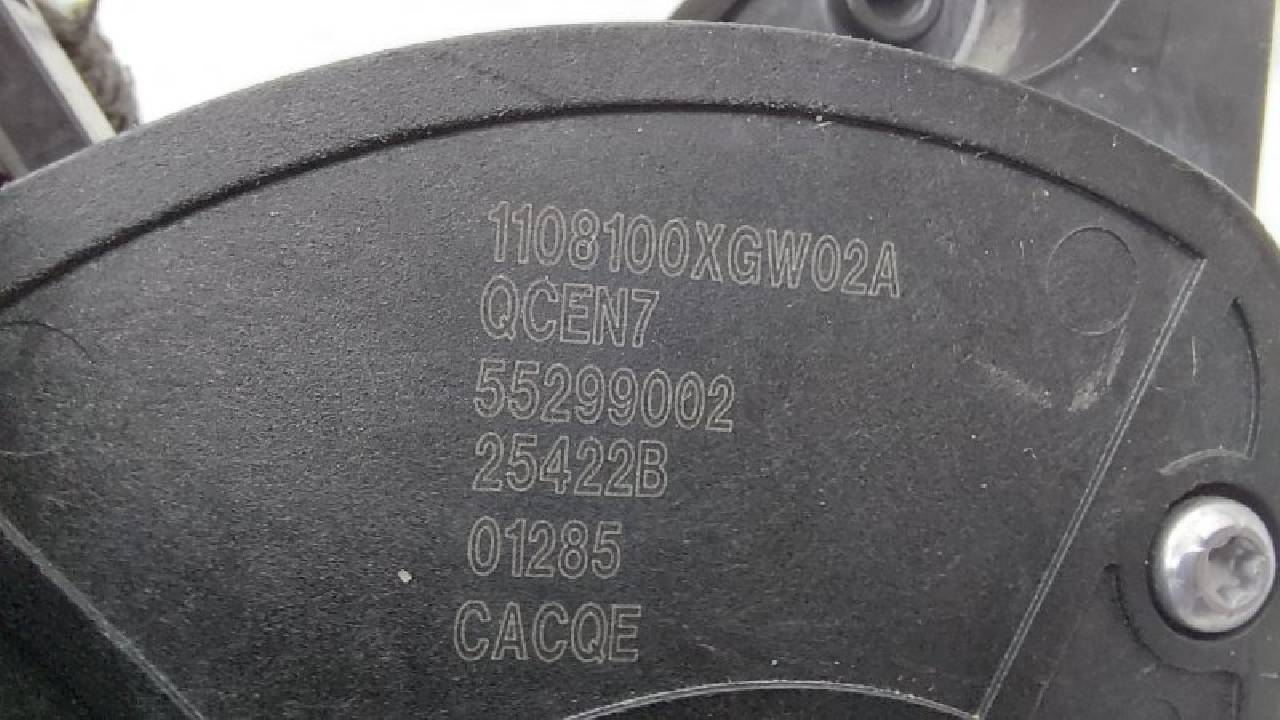 1108100XGW02A
QCEN7
55299002
25422B
01285
CACQE